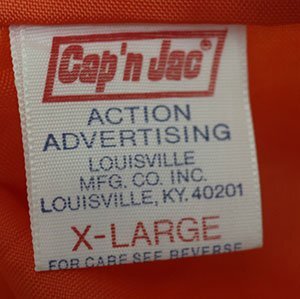 Cap'n Jac
ACTION
ADVERTISING
LOUISVILLE
MFG. CO. INC.
LOUISVILLE, KY. 40201
X-LARGE
FOR CARE SEE REVERSE